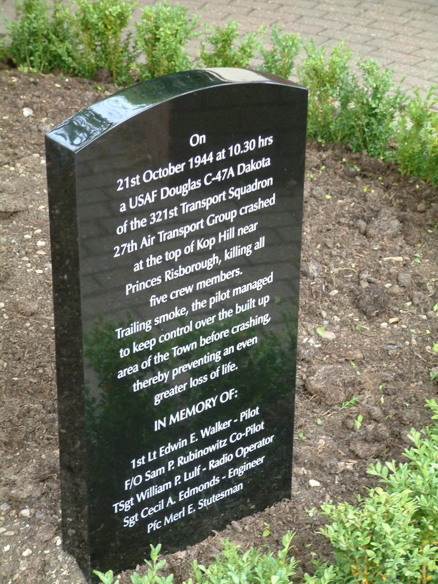 On
21st October 1944 at 10.30 hrs
a USAF Douglas C-47A Dakota
of the 321st Transport Squadron
27th Air Transport Group crashed
at the top of Kop Hill near
Princes Risborough, killing all
five crew members.
Trailing smoke, the pilot managed
to keep control over the built up
area of the Town before crashing,
thereby preventing an even
greater loss of life.
IN MEMORY OF:
1st Lt Edwin E. Walker - Pilot
F/O Sam P. Rubinowitz Co-Pilot
TSgt William P. Lulf - Radio Operator
Sgt Cecil A. Edmonds - Engineer
Pfc Merl E. Stutesman